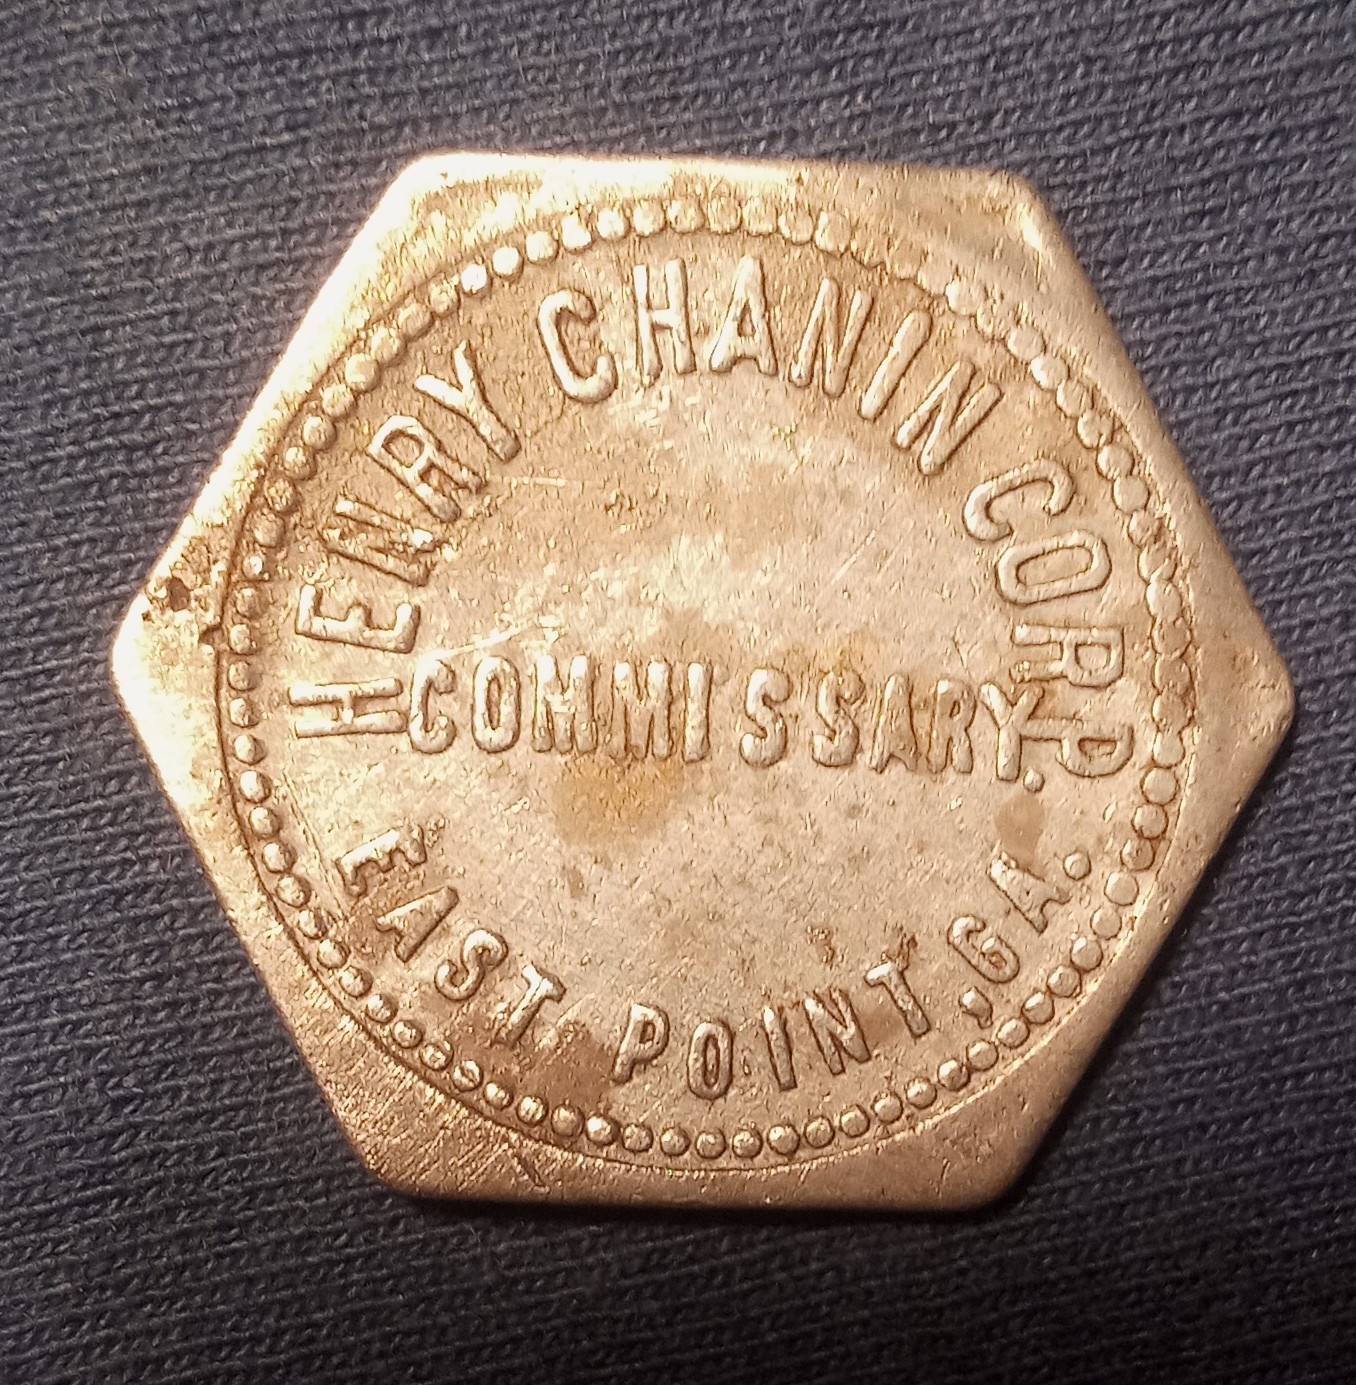 HENRY CHANIN CORP.
COMMISSARY.
EAST POINT, GA.